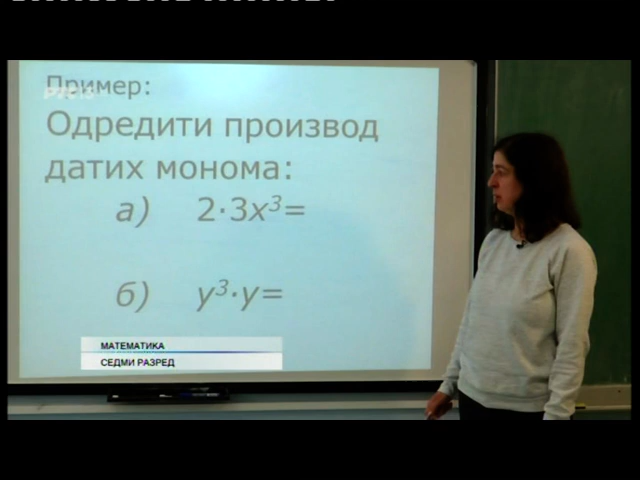 Пример:
Одредити производ
датих монома:
а) 2·3x³=
б) y³·y=
МАТЕМАТИКА
СЕДМИ РАЗРЕД